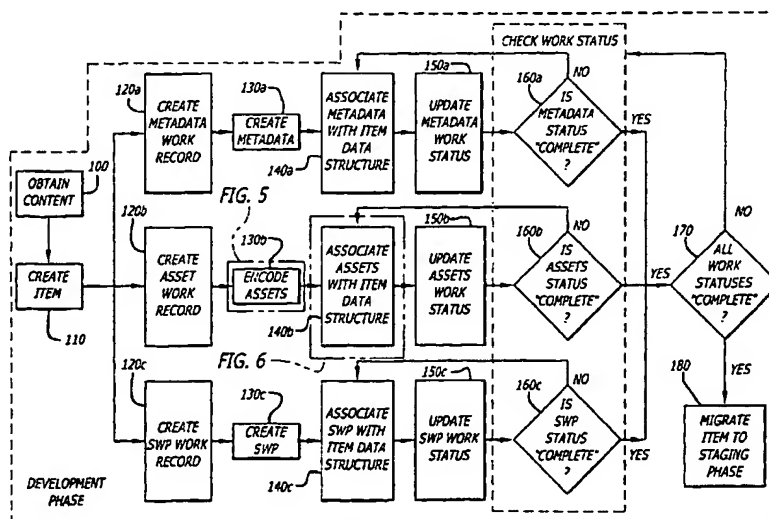 CHECK WORK STATUS
120a
CREATE
METADATA
WORK
RECORD
130a
CREATE
METADATA
ASSOCIATE
METADATA
WITH ITEM
DATA
STRUCTURE
140a
150a
UPDATE
METADATA
WORK
STATUS
160a
NO
IS
METADATA
STATUS
"COMPLETE"
?
YES
100
OBTAIN
CONTENT
CREATE
ITEM
110
FIG. 5
120b
CREATE
ASSET
WORK
RECORD
130b
ENCODE
ASSETS
ASSOCIATE
ASSETS
WITH ITEM
DATA
STRUCTURE
140b
FIG. 6
150b
UPDATE
ASSETS
WORK
STATUS
160b
NO
IS
ASSETS
STATUS
"COMPLETE"
?
YES
170
NO
ALL
WORK
STATUSES
"COMPLETE"
?
YES
120c
CREATE
SWP WORK
RECORD
130c
CREATE
SWP
ASSOCIATE
SWP WITH
ITEM DATA
STRUCTURE
140c
150c
UPDATE
SWP WORK
STATUS
160c
NO
IS
SWP
STATUS
"COMPLETE"
?
YES
180
MIGRATE
ITEM TO
STAGING
PHASE
DEVELOPMENT
PHASE